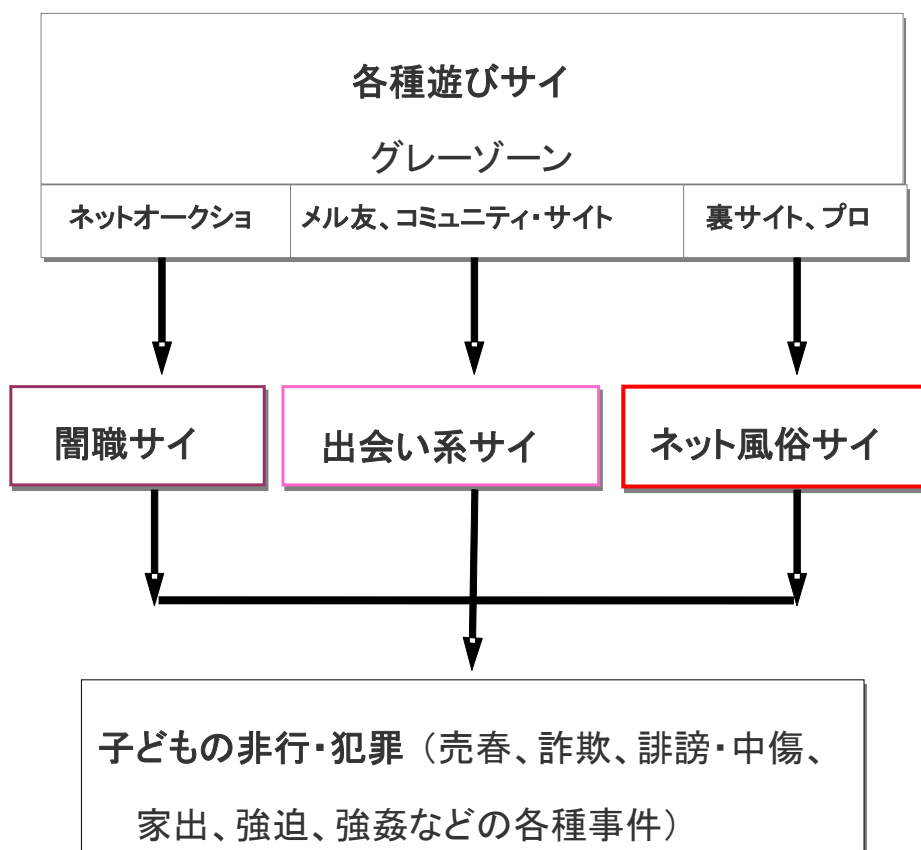 各種遊びサイ
グレーゾーン
ネットオークショ
メル友、コミュニティ・サイト
裏サイト、プロ
闇職サイ
出会い系サイ
ネット風俗サイ
子どもの非行・犯罪（売春、詐欺、誹謗・中傷、
家出、強迫、強姦などの各種事件）